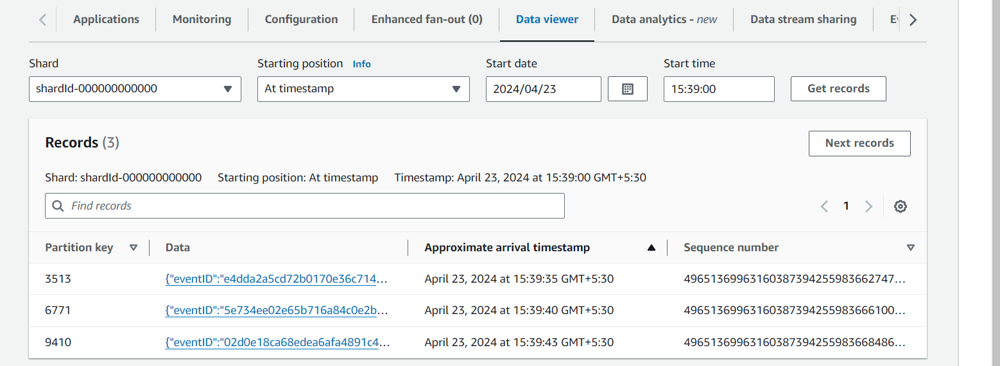 Applications Monitoring Configuration Enhanced fan-out (0) Data viewer Data analytics - new Data stream sharing
Shard Starting position Info Start date Start time
shardId-000000000000 At timestamp 2024/04/23 15:39:00 Get records
Records (3) Next records
Shard: shardId-000000000000 Starting position: At timestamp Timestamp: April 23, 2024 at 15:39:00 GMT+5:30
Find records 1
Partition key Data Approximate arrival timestamp Sequence number
3513 {"eventID":"e4dda2a5cd72b0170e36c714... April 23, 2024 at 15:39:35 GMT+5:30 49651369963160387394255983662747...
6771 {"eventID":"5e734ee02e65b716a84c0e2b... April 23, 2024 at 15:39:40 GMT+5:30 49651369963160387394255983666100...
9410 {"eventID":"02d0e18ca68edea6afa4891c4... April 23, 2024 at 15:39:43 GMT+5:30 49651369963160387394255983668486...